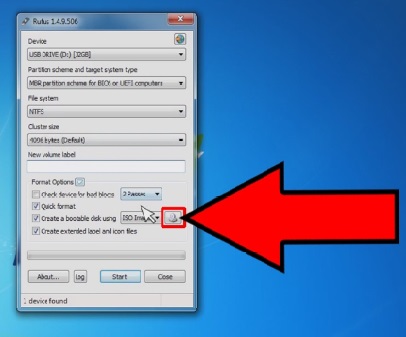 Rufus 1.4.9.506
Device
USB DRIVE (D:) [32GB]
Partition scheme and target system type
MBR partition scheme for BIOS or UEFI computers
File system
NTFS
Cluster size
4096 bytes (Default)
New volume label
Format Options
Check device for bad blocks
2 Passes
Quick format
Create a bootable disk using
ISO Image
Create extended label and icon files
About...
Log
Start
Close
1 device found